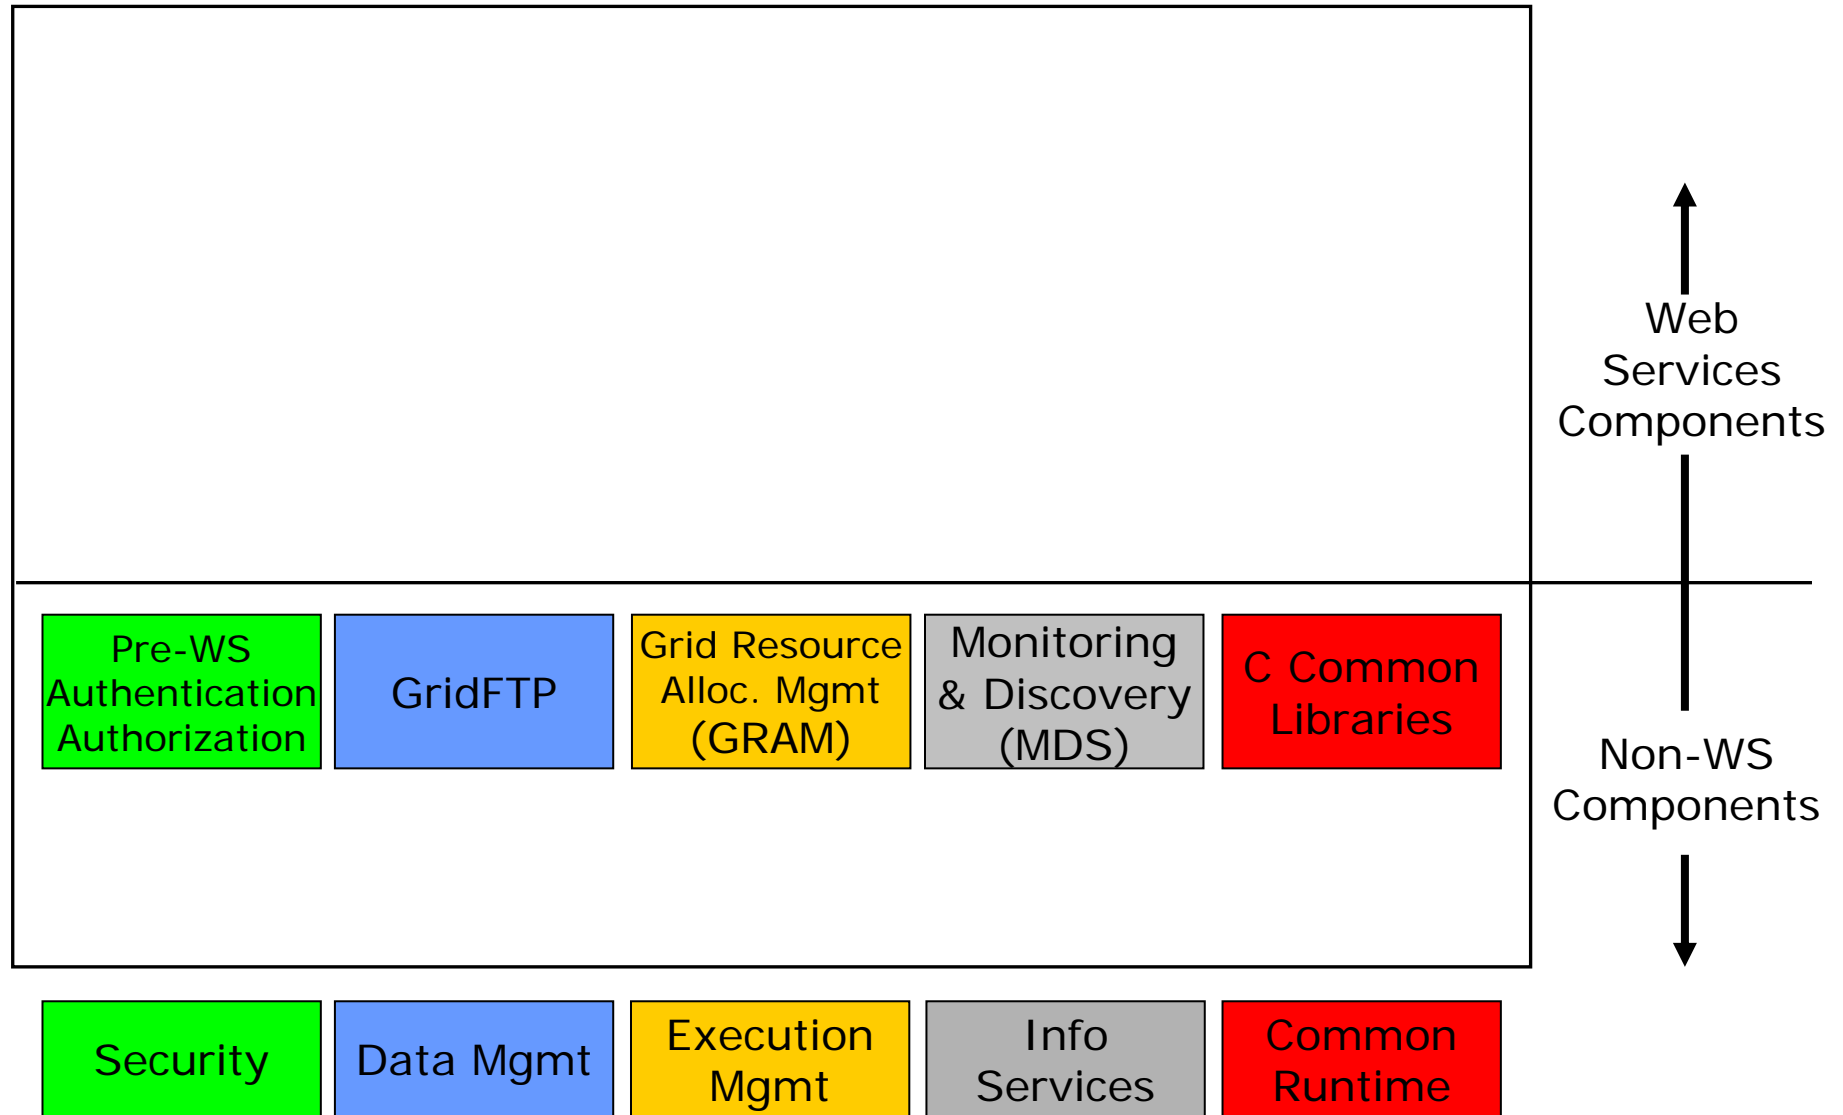 Web
Services
Components
Pre-WS
Authentication
Authorization
GridFTP
Grid Resource
Alloc. Mgmt
(GRAM)
Monitoring
& Discovery
(MDS)
C Common
Libraries
Non-WS
Components
Security
Data Mgmt
Execution
Mgmt
Info
Services
Common
Runtime